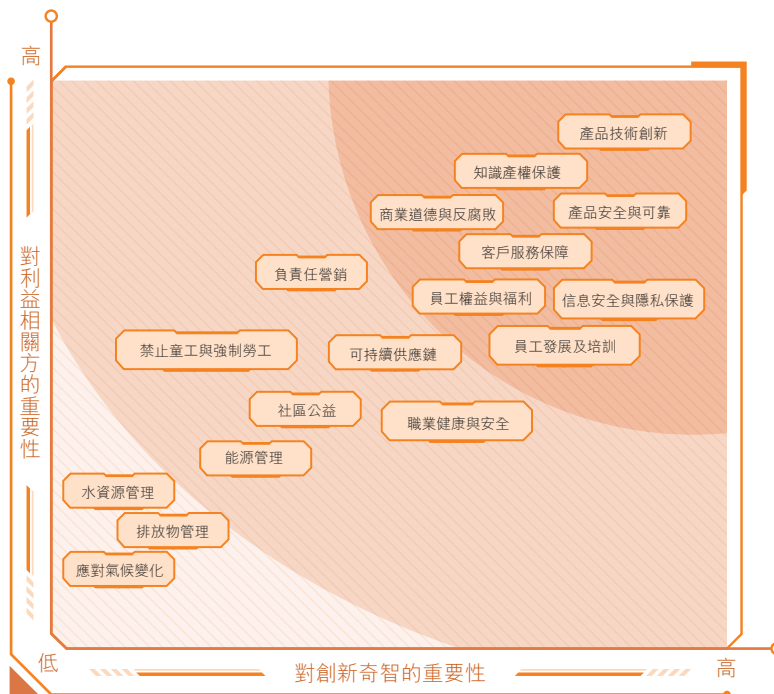 高
對利益相關方的重要性
產品技術創新
知識產權保護
商業道德與反腐敗
產品安全與可靠
客戶服務保障
負責任營銷
員工權益與福利
信息安全與隱私保護
禁止童工與強制勞工
可持續供應鏈
員工發展及培訓
社區公益
職業健康與安全
能源管理
水資源管理
排放物管理
應對氣候變化
低
對創新奇智的重要性
高